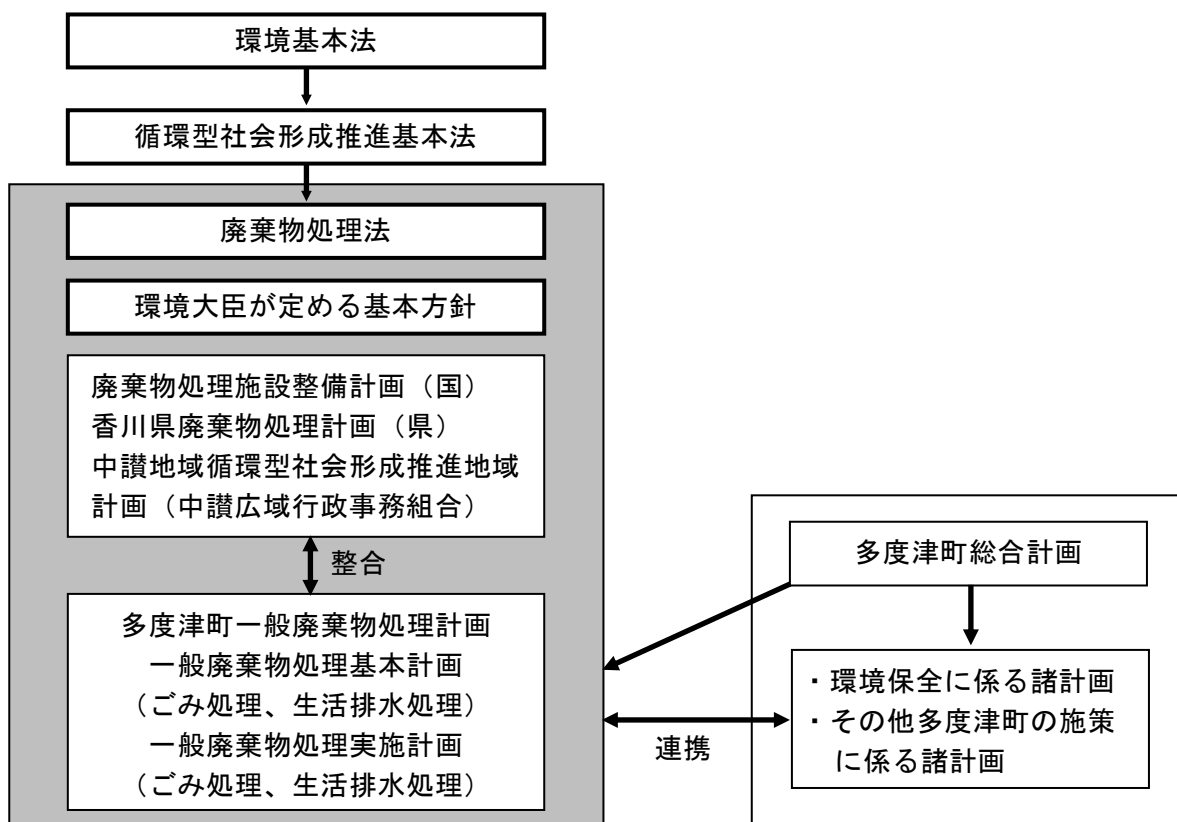 環境基本法
循環型社会形成推進基本法
廃棄物処理法
環境大臣が定める基本方針
廃棄物処理施設整備計画（国）
香川県廃棄物処理計画（県）
中讃地域循環型社会形成推進地域
計画（中讃広域行政事務組合）
整合
多度津町一般廃棄物処理計画
一般廃棄物処理基本計画
（ごみ処理、生活排水処理）
一般廃棄物処理実施計画
（ごみ処理、生活排水処理）
連携
多度津町総合計画
・環境保全に係る諸計画
・その他多度津町の施策
に係る諸計画